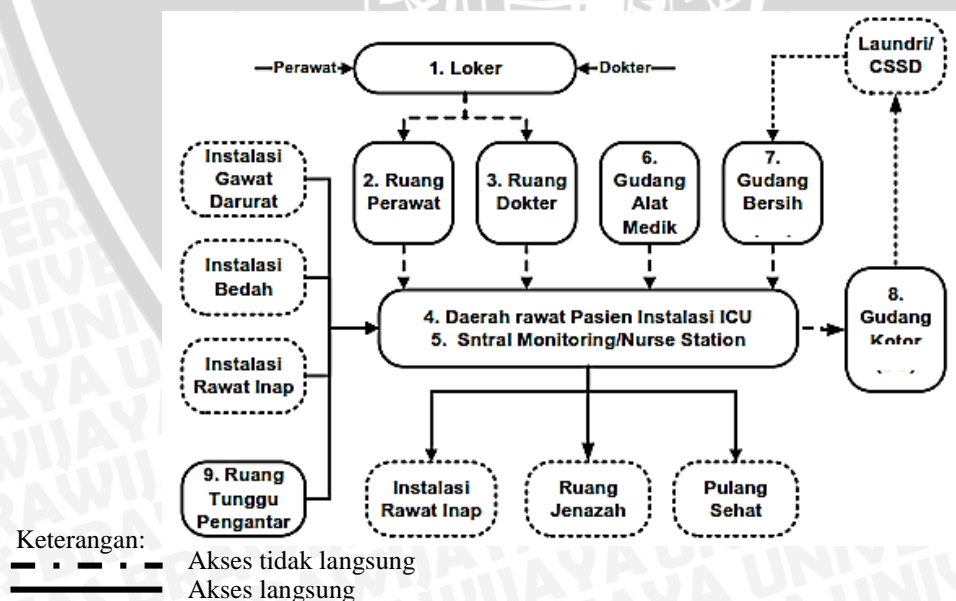 Perawat
1. Loker
Dokter
Laundri/
CSSD
Instalasi
Gawat
Darurat
2. Ruang
Perawat
3. Ruang
Dokter
6.
Gudang
Alat
Medik
7.
Gudang
Bersih
Instalasi
Bedah
4. Daerah rawat Pasien Instalasi ICU
5. Sntral Monitoring/Nurse Station
8.
Gudang
Kotor
Instalasi
Rawat Inap
9. Ruang
Tunggu
Pengantar
Instalasi
Rawat Inap
Ruang
Jenazah
Pulang
Sehat
Keterangan:
Akses tidak langsung
Akses langsung